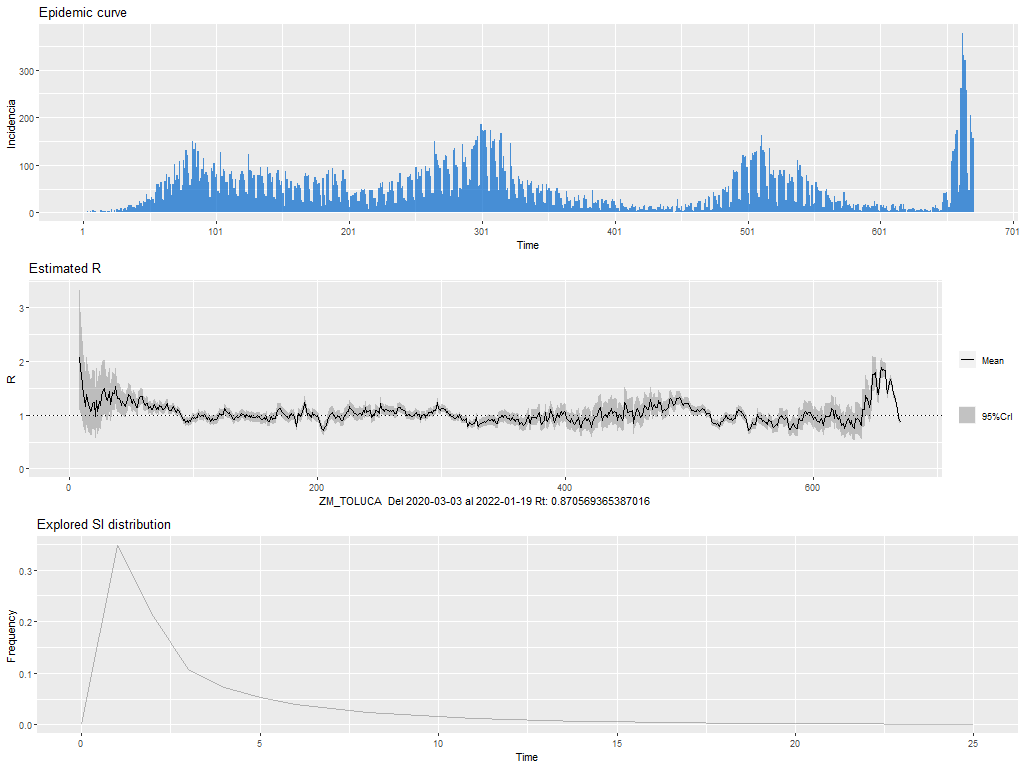 Epidemic curve
Incidencia
300
200
100
0
1
101
201
301
401
501
601
701
Time
Estimated R
R
3
2
1
0
Mean
95%CrI
0
200
400
600
ZM_TOLUCA Del 2020-03-03 al 2022-01-19 Rt: 0.870569365387016
Explored SI distribution
Frequency
0.3
0.2
0.1
0.0
0
5
10
15
20
25
Time